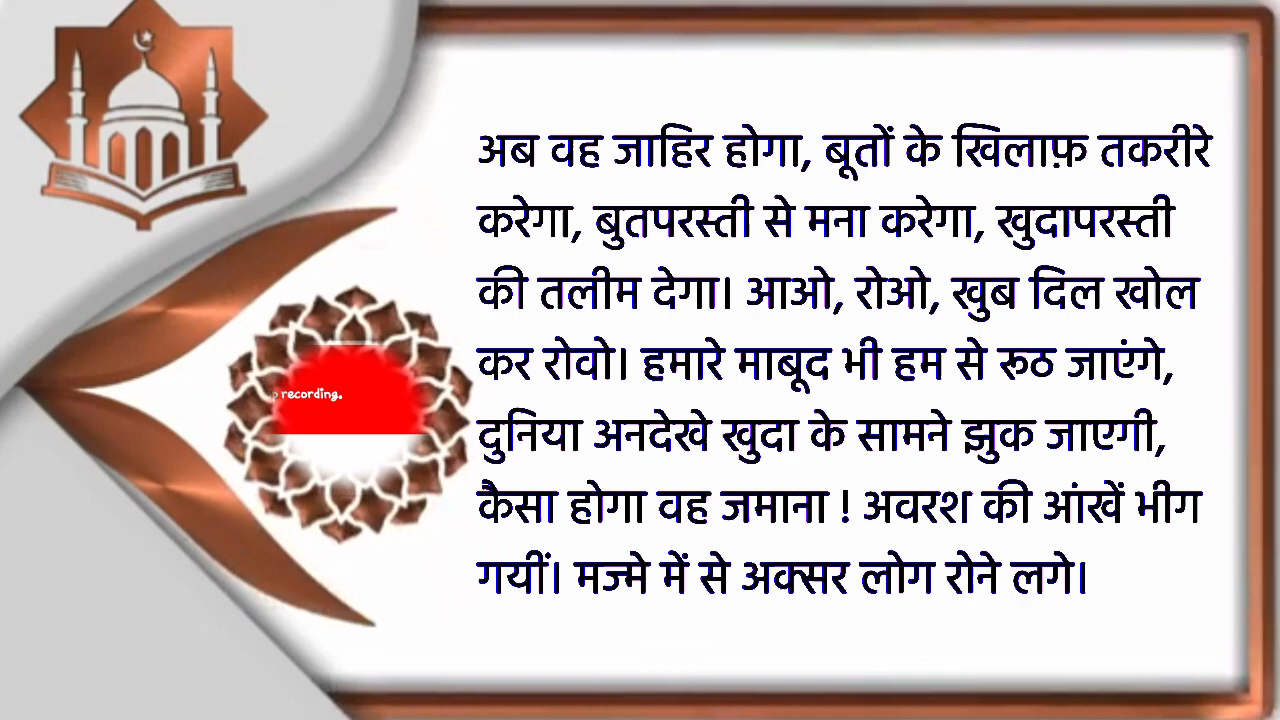 अब वह जाहिर होगा, बूतों के खिलाफ़ तकरीरे
करेगा, बुतपरस्ती से मना करेगा, खुदापरस्ती
की तलीम देगा। आओ, रोओ, खुब दिल खोल
कर रोवो। हमारे माबूद भी हम से रूठ जाएंगे,
दुनिया अनदेखे खुदा के सामने झुक जाएगी,
कैसा होगा वह जमाना ! अवरश की आंखें भीग
गयीं। मज्मे में से अक्सर लोग रोने लगे।
recording.